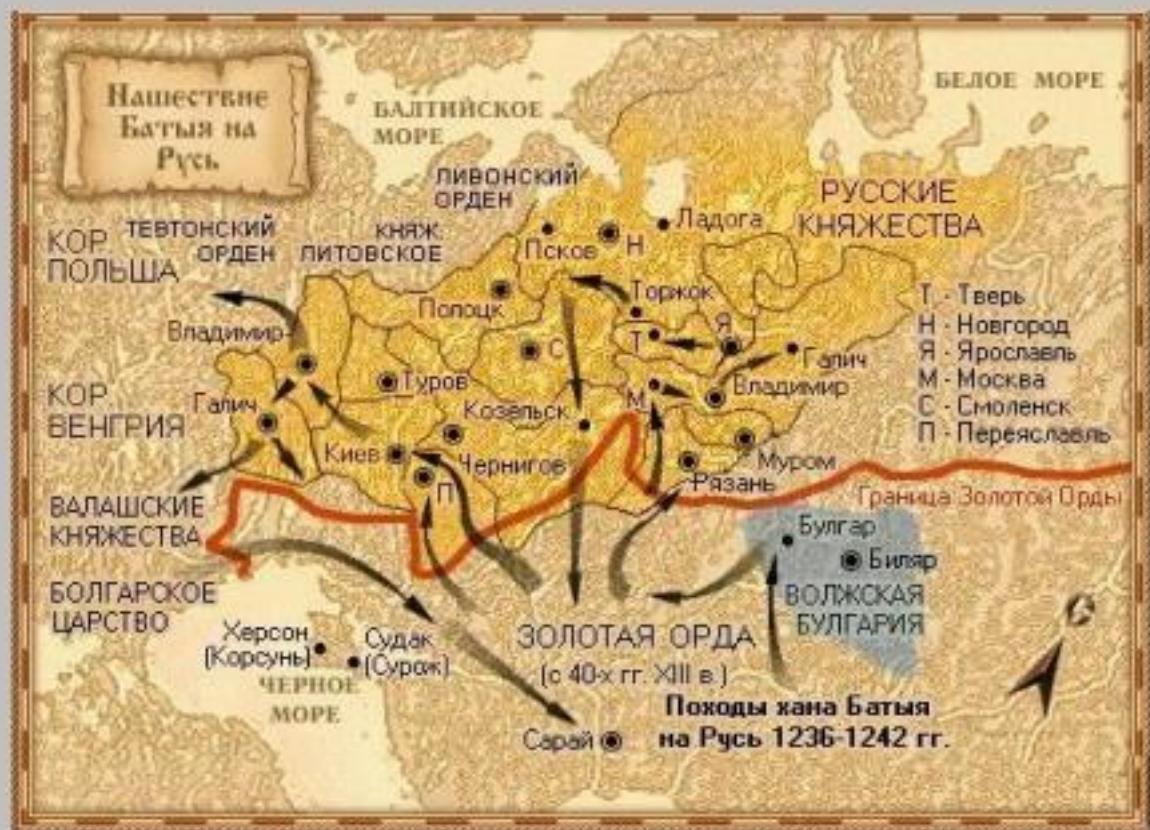 Нашествие
Батыя на
Русь
БАЛТИЙСКОЕ
МОРЕ
БЕЛОЕ МОРЕ
ЛИВОНСКИЙ
ОРДЕН
РУССКИЕ
КНЯЖЕСТВА
КОР.
ПОЛЬША
ТЕВТОНСКИЙ
ОРДЕН
КНЯЖ.
ЛИТОВСКОЕ
Псков
Н
Ладога
Полоцк
Торжок
Т - Тверь
Н - Новгород
Я - Ярославль
М - Москва
С - Смоленск
П - Переяславль
Владимир
С
Т
Я
Галич
КОР.
ВЕНГРИЯ
Галич
Туров
Козельск
М
Владимир
Киев
Чернигов
П
Рязань
Муром
Граница Золотой Орды
ВАЛАШСКИЕ
КНЯЖЕСТВА
Булгар
Биляр
БОЛГАРСКОЕ
ЦАРСТВО
ВОЛЖСКАЯ
БУЛГАРИЯ
Херсон
(Корсунь)
Судак
(Сурож)
ЗОЛОТАЯ ОРДА
(с 40-х гг. XIII в.)
ЧЕРНОЕ
МОРЕ
Сарай
Походы хана Батыя
на Русь 1236-1242 гг.
С